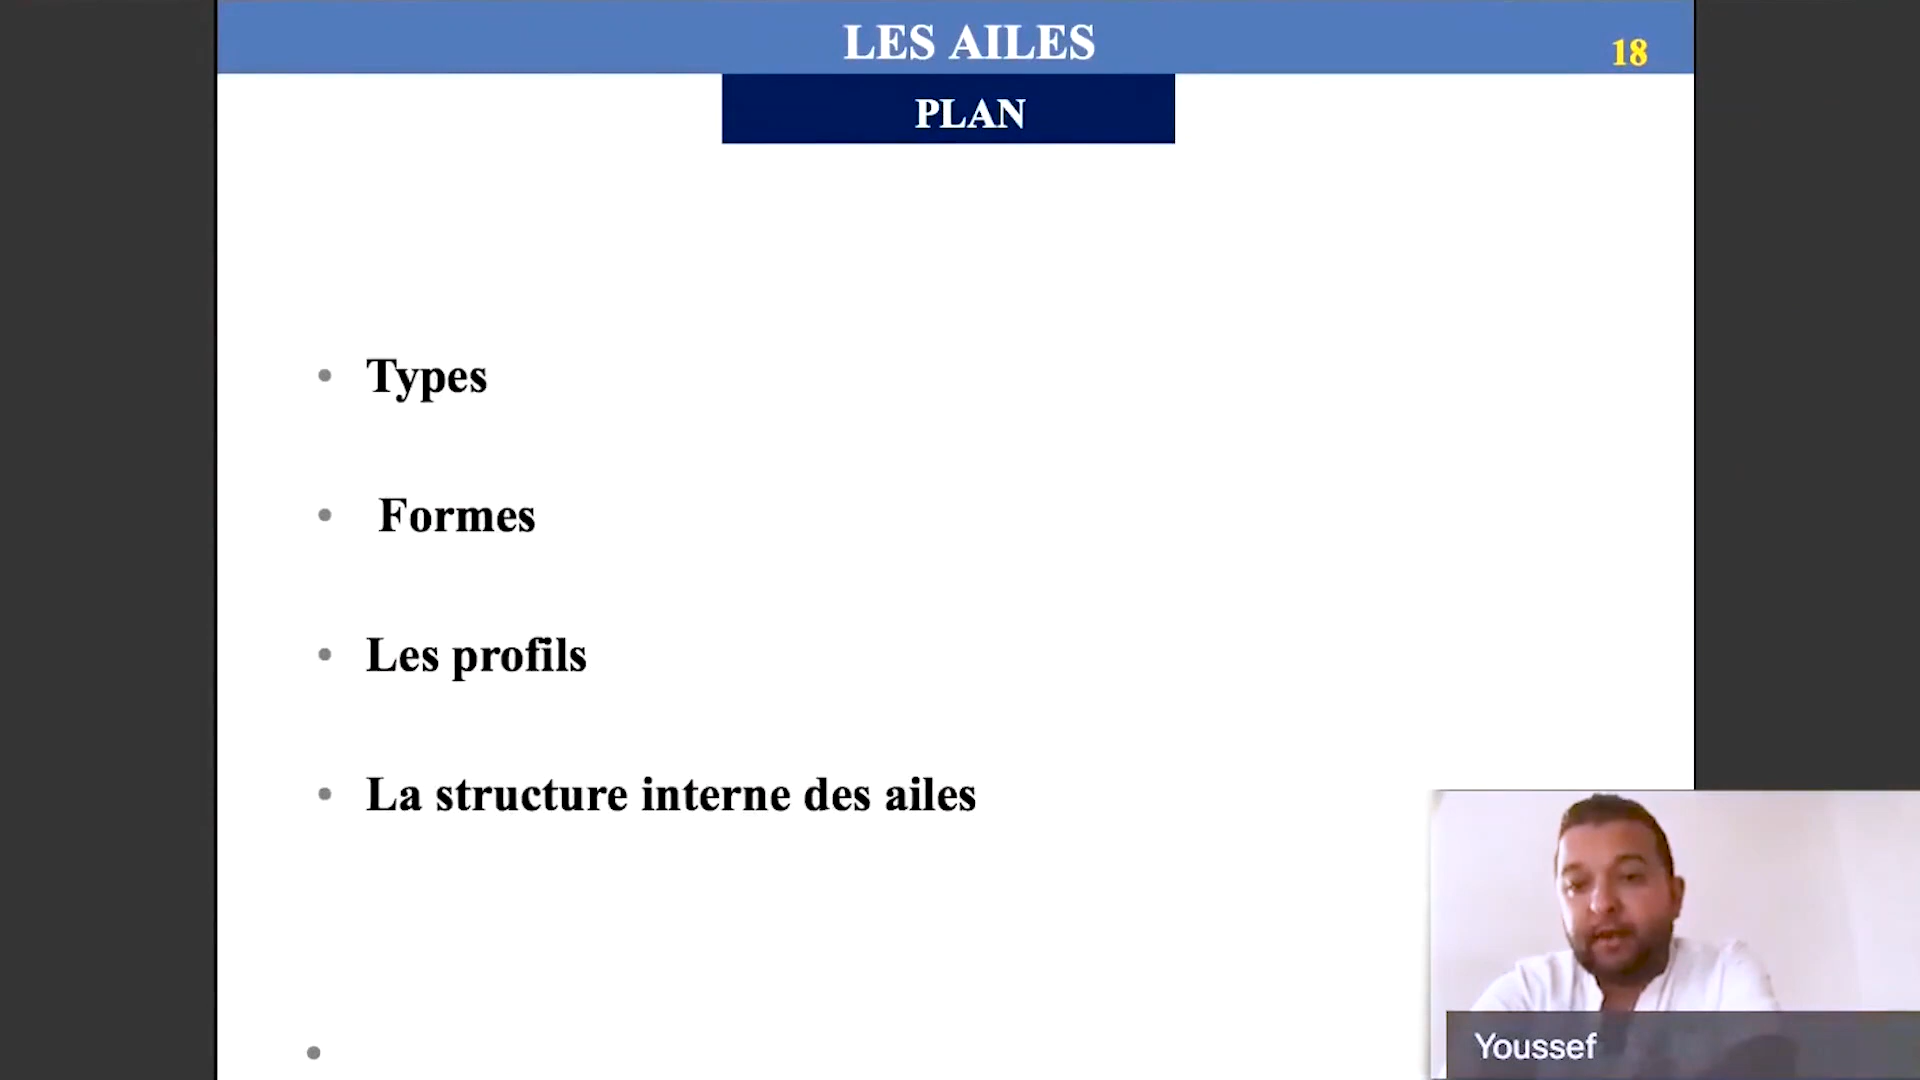 LES AILES
18
PLAN
• Types
• Formes
• Les profils
• La structure interne des ailes
•
Youssef